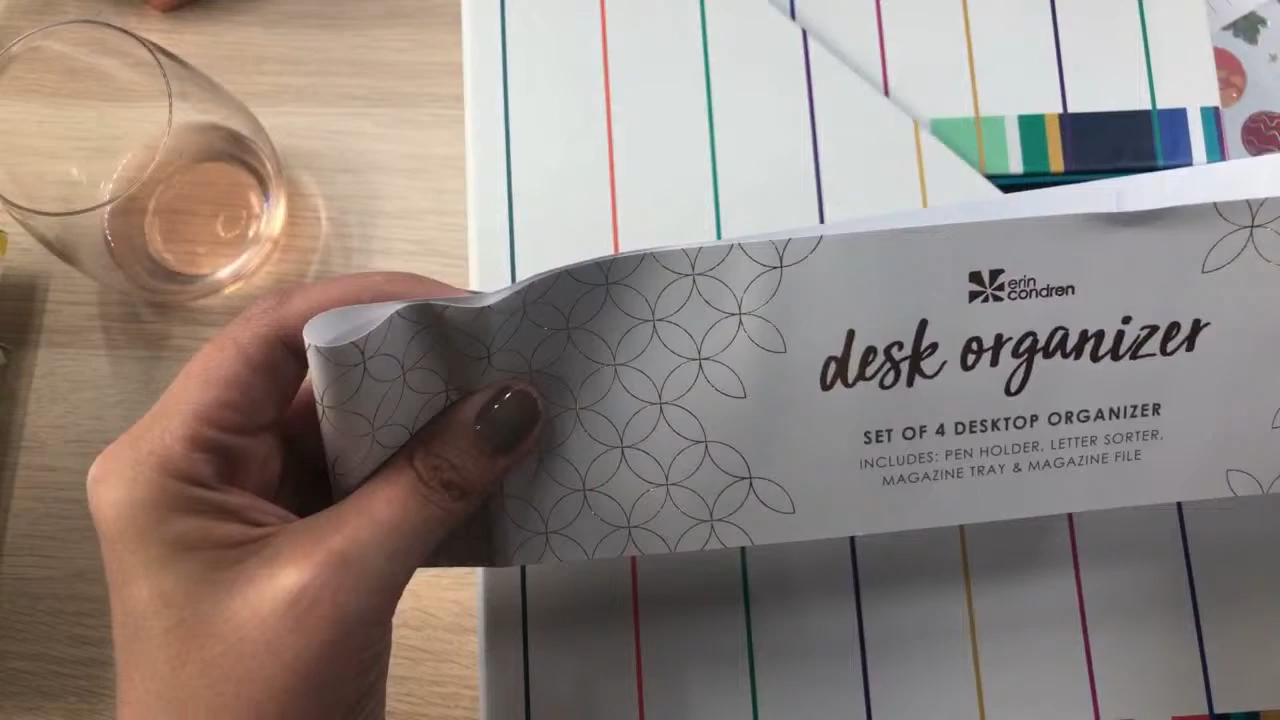 erin
condren
desk organizer
SET OF 4 DESKTOP ORGANIZER
INCLUDES: PEN HOLDER, LETTER SORTER,
MAGAZINE TRAY & MAGAZINE FILE